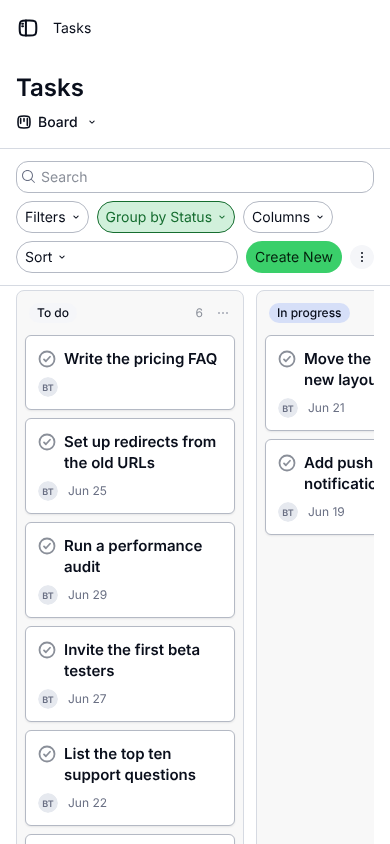 Tasks
Tasks
Board
Search
Filters
Group by Status
Columns
Sort
Create New
To do
6
Write the pricing FAQ
BT
Set up redirects from
the old URLs
BT
Jun 25
Run a performance
audit
BT
Jun 29
Invite the first beta
testers
BT
Jun 27
List the top ten
support questions
BT
Jun 22
In progress
Move the
new
BT
Jun 21
Add push
BT
Jun 19